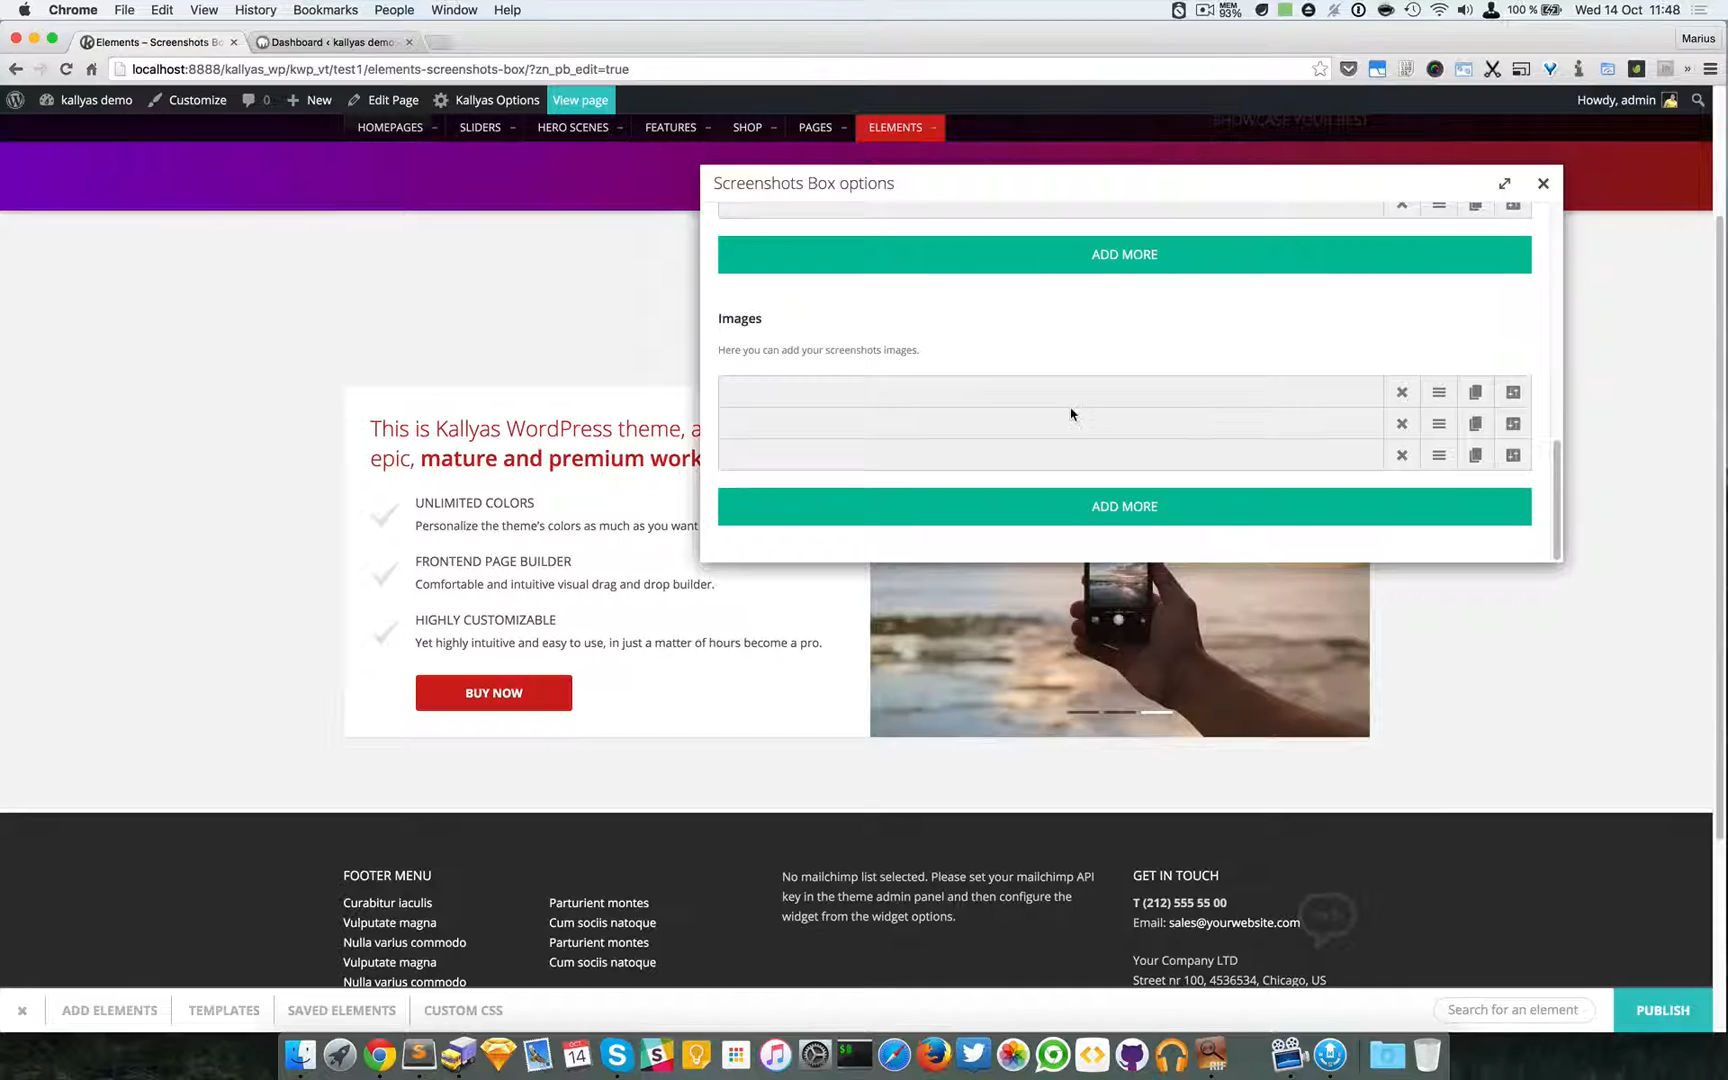 Chrome File Edit View History Bookmarks People Window Help
MEM 93%
100 % Wed 14 Oct 11:48
Elements – Screenshots Bo
Dashboard ‹ kallyas demo
Marius
localhost:8888/kallyas_wp/kwp_vt/test1/elements-screenshots-box/?zn_pb_edit=true
kallyas demo Customize 0 New Edit Page Kallyas Options View page Howdy, admin
HOMEPAGES SLIDERS HERO SCENES FEATURES SHOP PAGES ELEMENTS
SHOWCASE YOUR BEST
Screenshots Box options
ADD MORE
Images
Here you can add your screenshots images.
ADD MORE
This is Kallyas WordPress theme, a
epic, mature and premium work
UNLIMITED COLORS
Personalize the theme's colors as much as you want
FRONTEND PAGE BUILDER
Comfortable and intuitive visual drag and drop builder.
HIGHLY CUSTOMIZABLE
Yet highly intuitive and easy to use, in just a matter of hours become a pro.
BUY NOW
FOOTER MENU
Curabitur iaculis
Vulputate magna
Nulla varius commodo
Vulputate magna
Nulla varius commodo
Parturient montes
Cum sociis natoque
Parturient montes
Cum sociis natoque
No mailchimp list selected. Please set your mailchimp API
key in the theme admin panel and then configure the
widget from the widget options.
GET IN TOUCH
T (212) 555 55 00
Email: sales@yourwebsite.com
Your Company LTD
Street nr 100, 4536534, Chicago, US
ADD ELEMENTS TEMPLATES SAVED ELEMENTS CUSTOM CSS Search for an element PUBLISH
14
RIF